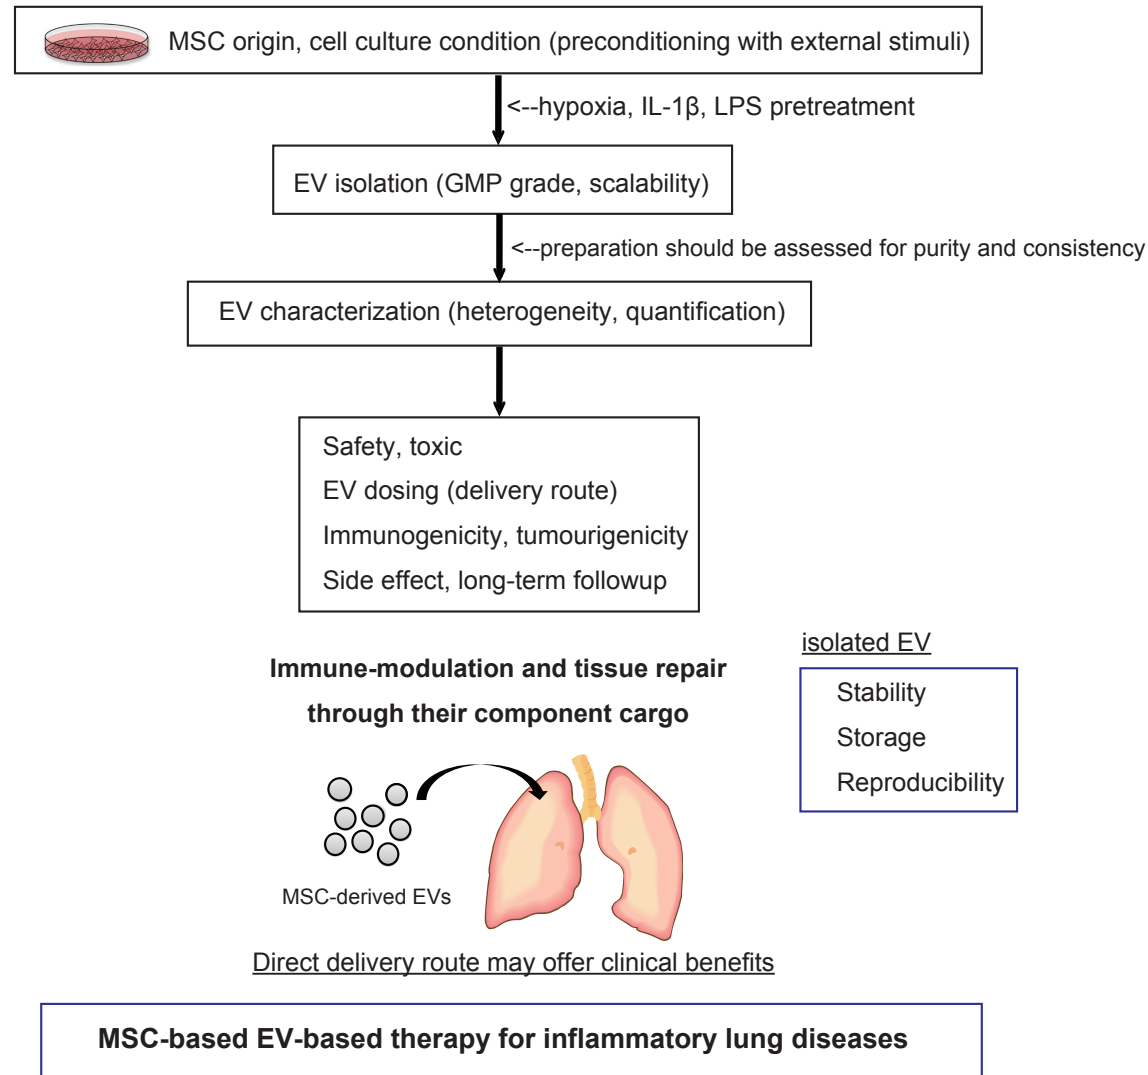 MSC origin, cell culture condition (preconditioning with external stimuli)
<--hypoxia, IL-1β, LPS pretreatment
EV isolation (GMP grade, scalability)
<--preparation should be assessed for purity and consistency
EV characterization (heterogeneity, quantification)
Safety, toxic
EV dosing (delivery route)
Immunogenicity, tumourigenicity
Side effect, long-term followup
isolated EV
Stability
Storage
Reproducibility
Immune-modulation and tissue repair
through their component cargo
MSC-derived EVs
Direct delivery route may offer clinical benefits
MSC-based EV-based therapy for inflammatory lung diseases